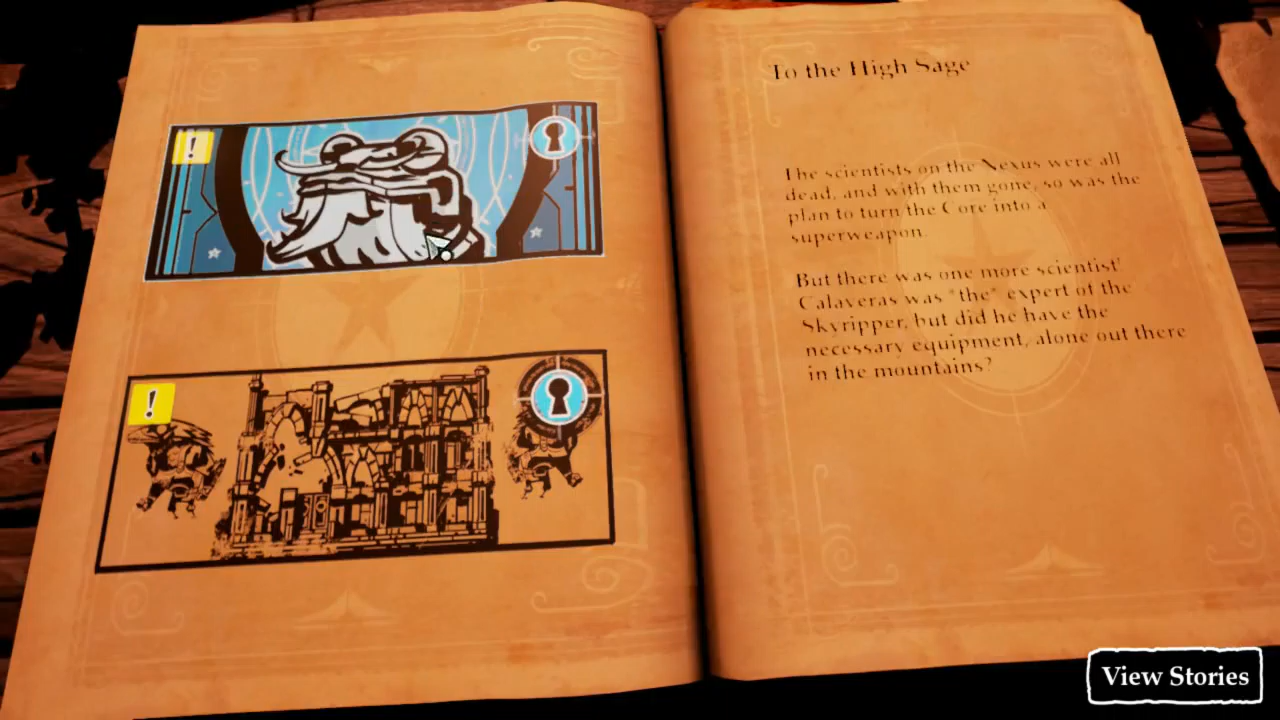 To the High Sage
The scientists on the Nexus were all
dead, and with them gone, so was the
plan to turn the Core into a
superweapon.
But there was one more scientist!
Calaveras was *the* expert of the
Skyripper, but did he have the
necessary equipment, alone out there
in the mountains?
!
!
View Stories